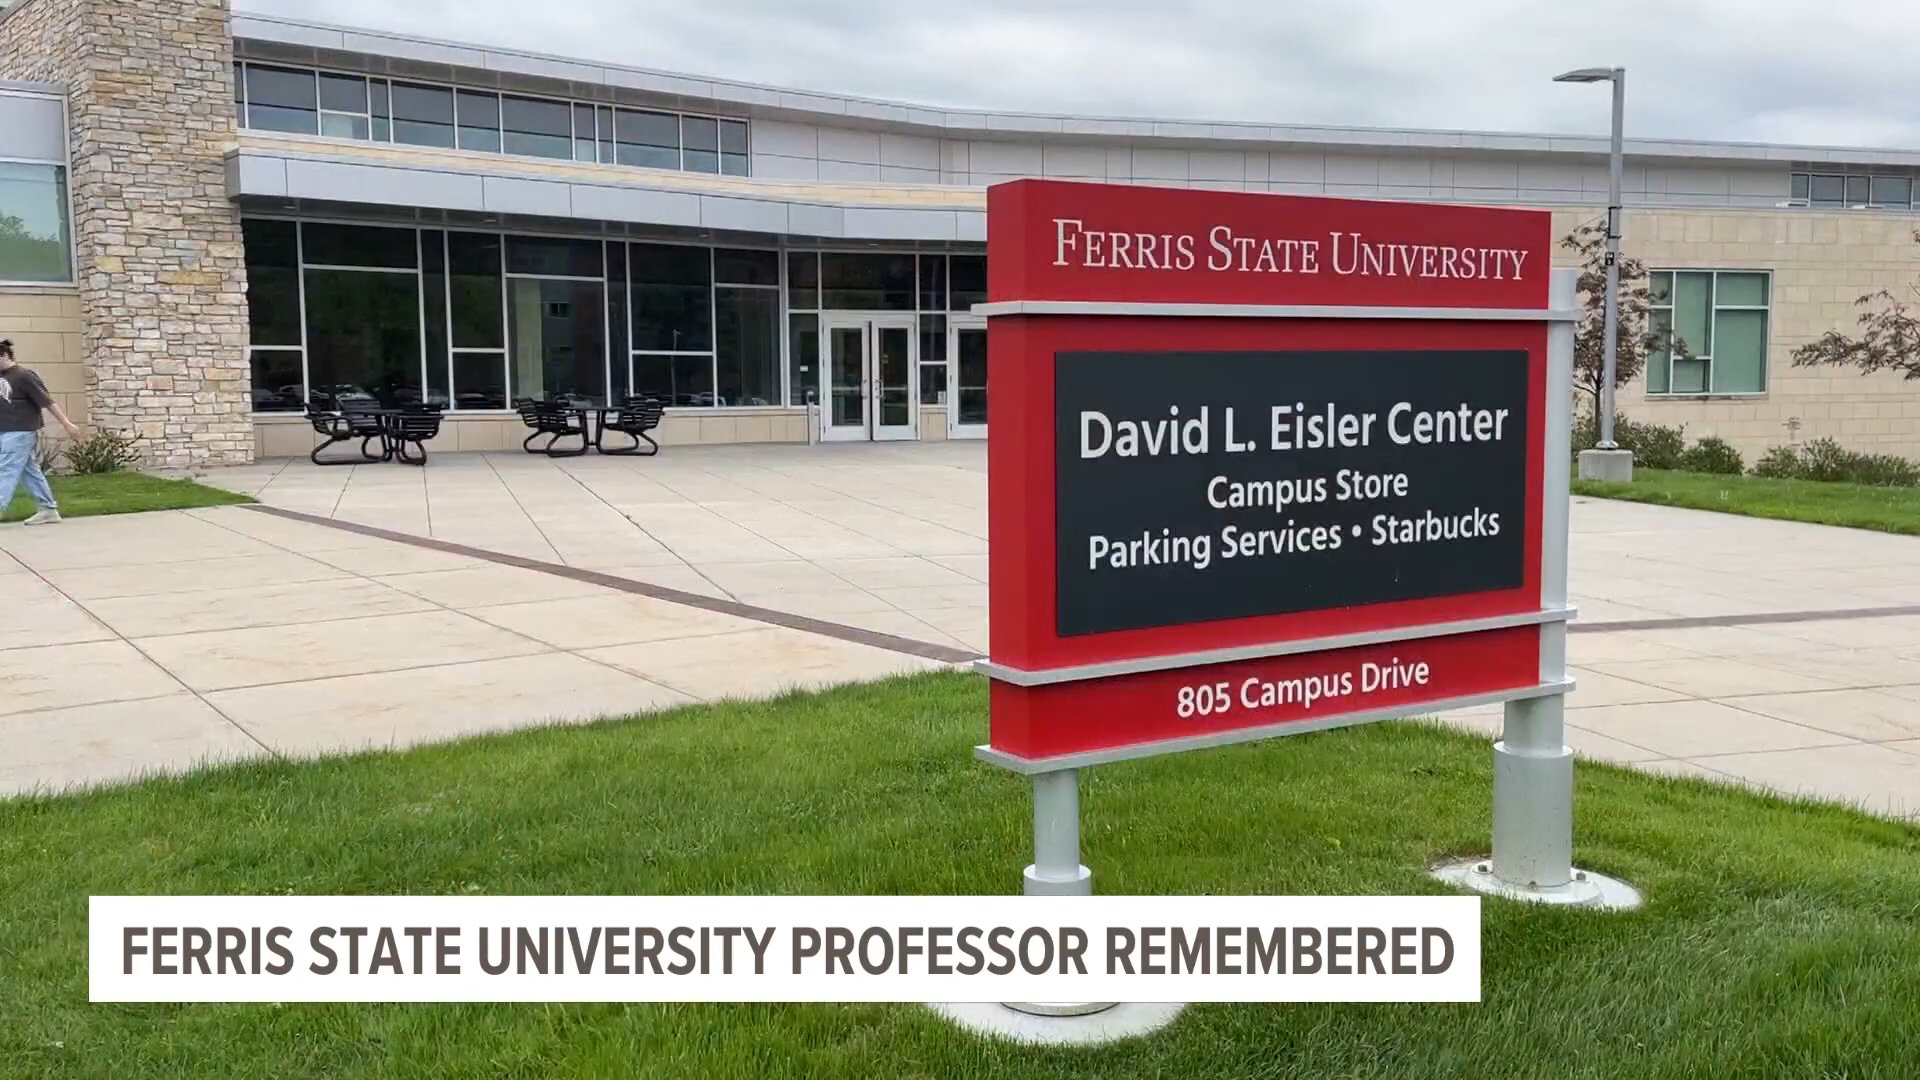 FERRIS STATE UNIVERSITY
David L. Eisler Center
Campus Store
Parking Services • Starbucks
805 Campus Drive
FERRIS STATE UNIVERSITY PROFESSOR REMEMBERED